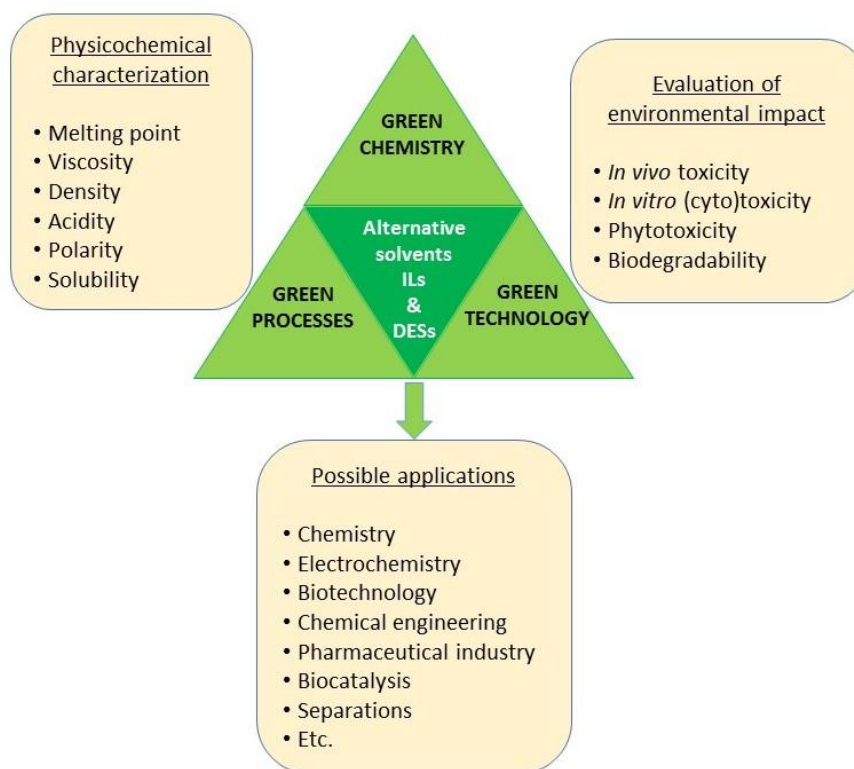 Physicochemical
characterization
• Melting point
• Viscosity
• Density
• Acidity
• Polarity
• Solubility
GREEN
CHEMISTRY
Evaluation of
environmental impact
• In vivo toxicity
• In vitro (cyto)toxicity
• Phytotoxicity
• Biodegradability
Alternative
solvents
ILs
&
DESs
GREEN
PROCESSES
GREEN
TECHNOLOGY
Possible applications
• Chemistry
• Electrochemistry
• Biotechnology
• Chemical engineering
• Pharmaceutical industry
• Biocatalysis
• Separations
• Etc.